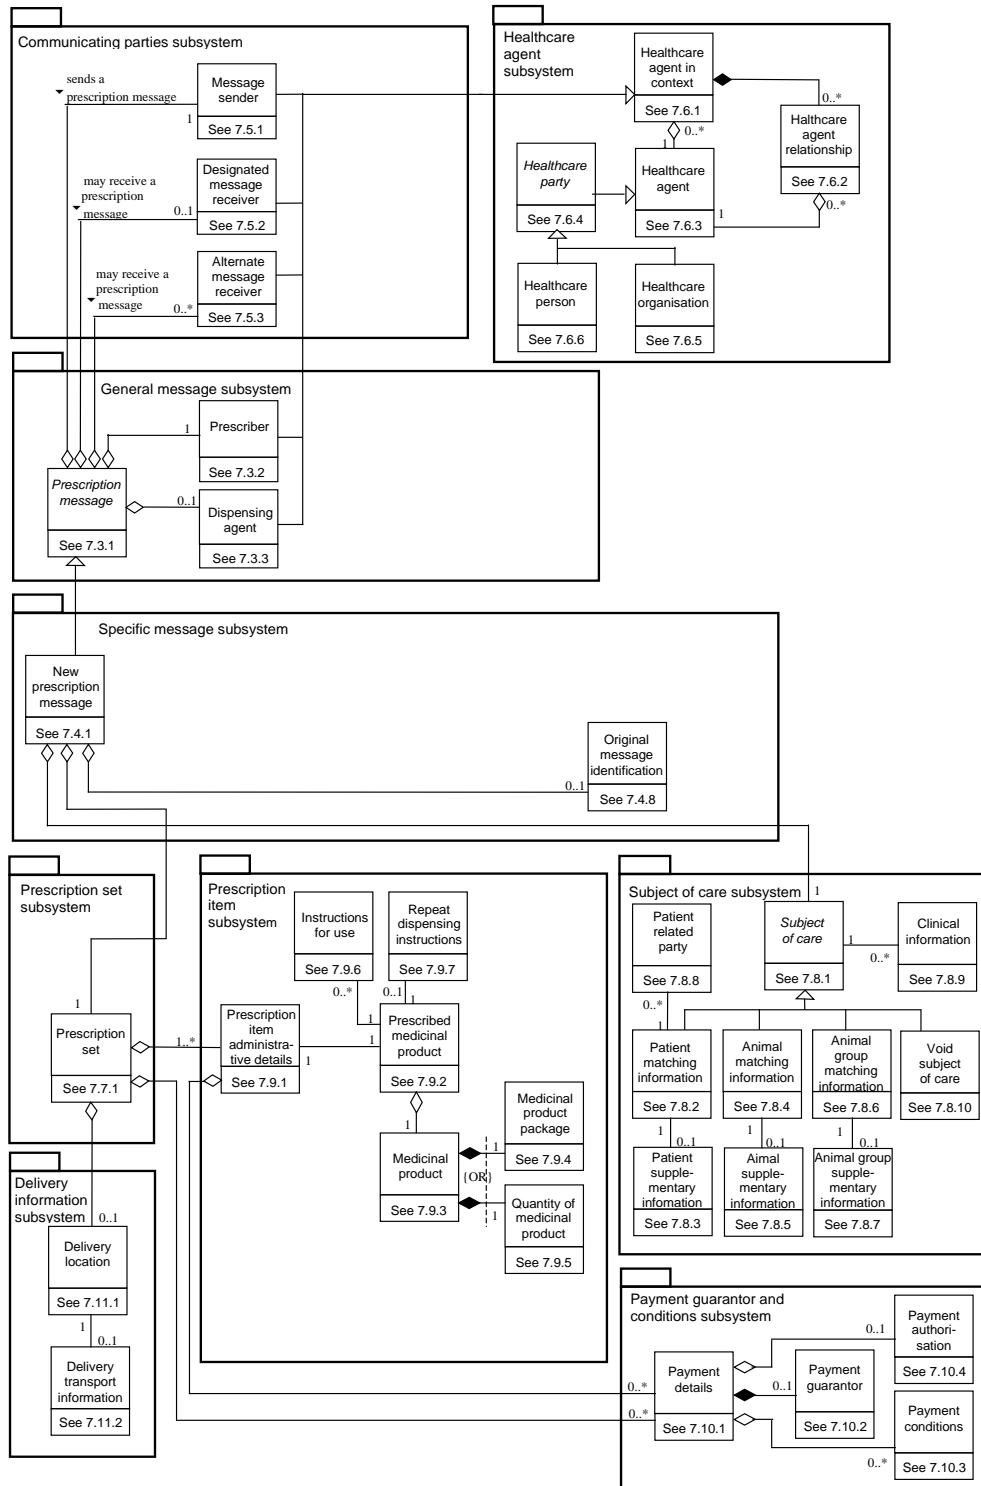 Communicating parties subsystem
sends a
prescription message
1
Message
sender
See 7.5.1
may receive a
prescription
message
0..1
Designated
message
receiver
See 7.5.2
may receive a
prescription
message
0..*
Alternate
message
receiver
See 7.5.3
Healthcare
agent
subsystem
Healthcare
agent in
context
See 7.6.1
0..*
Halthcare
agent
relationship
See 7.6.2
0..*
0..*
1
Healthcare
party
See 7.6.4
Healthcare
agent
See 7.6.3
1
Healthcare
person
See 7.6.6
Healthcare
organisation
See 7.6.5
General message subsystem
1
Prescriber
See 7.3.2
Prescription
message
See 7.3.1
0..1
Dispensing
agent
See 7.3.3
Specific message subsystem
New
prescription
message
See 7.4.1
0..1
Original
message
identification
See 7.4.8
Prescription set
subsystem
1
Prescription
set
See 7.7.1
1..*
Prescription
item
subsystem
Instructions
for use
See 7.9.6
0..*
1
Repeat
dispensing
instructions
See 7.9.7
0..1
1
Prescription
item
administra-
tive details
See 7.9.1
1
1
Prescribed
medicinal
product
See 7.9.2
1
Medicinal
product
See 7.9.3
{OR}
1
Medicinal
product
package
See 7.9.4
1
Quantity of
medicinal
product
See 7.9.5
Subject of care subsystem
1
Patient
related
party
See 7.8.8
0..*
1
Subject
of care
See 7.8.1
1
0..*
Clinical
information
See 7.8.9
Patient
matching
information
See 7.8.2
Animal
matching
information
See 7.8.4
Animal
group
matching
information
See 7.8.6
Void
subject
of care
See 7.8.10
1
0..1
1
0..1
1
0..1
Patient
supple-
mentary
information
See 7.8.3
Aimal
supple-
mentary
information
See 7.8.5
Animal group
supple-
mentary
information
See 7.8.7
Delivery
information
subsystem
0..1
Delivery
location
See 7.11.1
1
0..1
Delivery
transport
information
See 7.11.2
Payment guarantor and
conditions subsystem
0..*
0..*
Payment
details
See 7.10.1
0..1
Payment
authori-
sation
See 7.10.4
0..1
Payment
guarantor
See 7.10.2
0..*
Payment
conditions
See 7.10.3